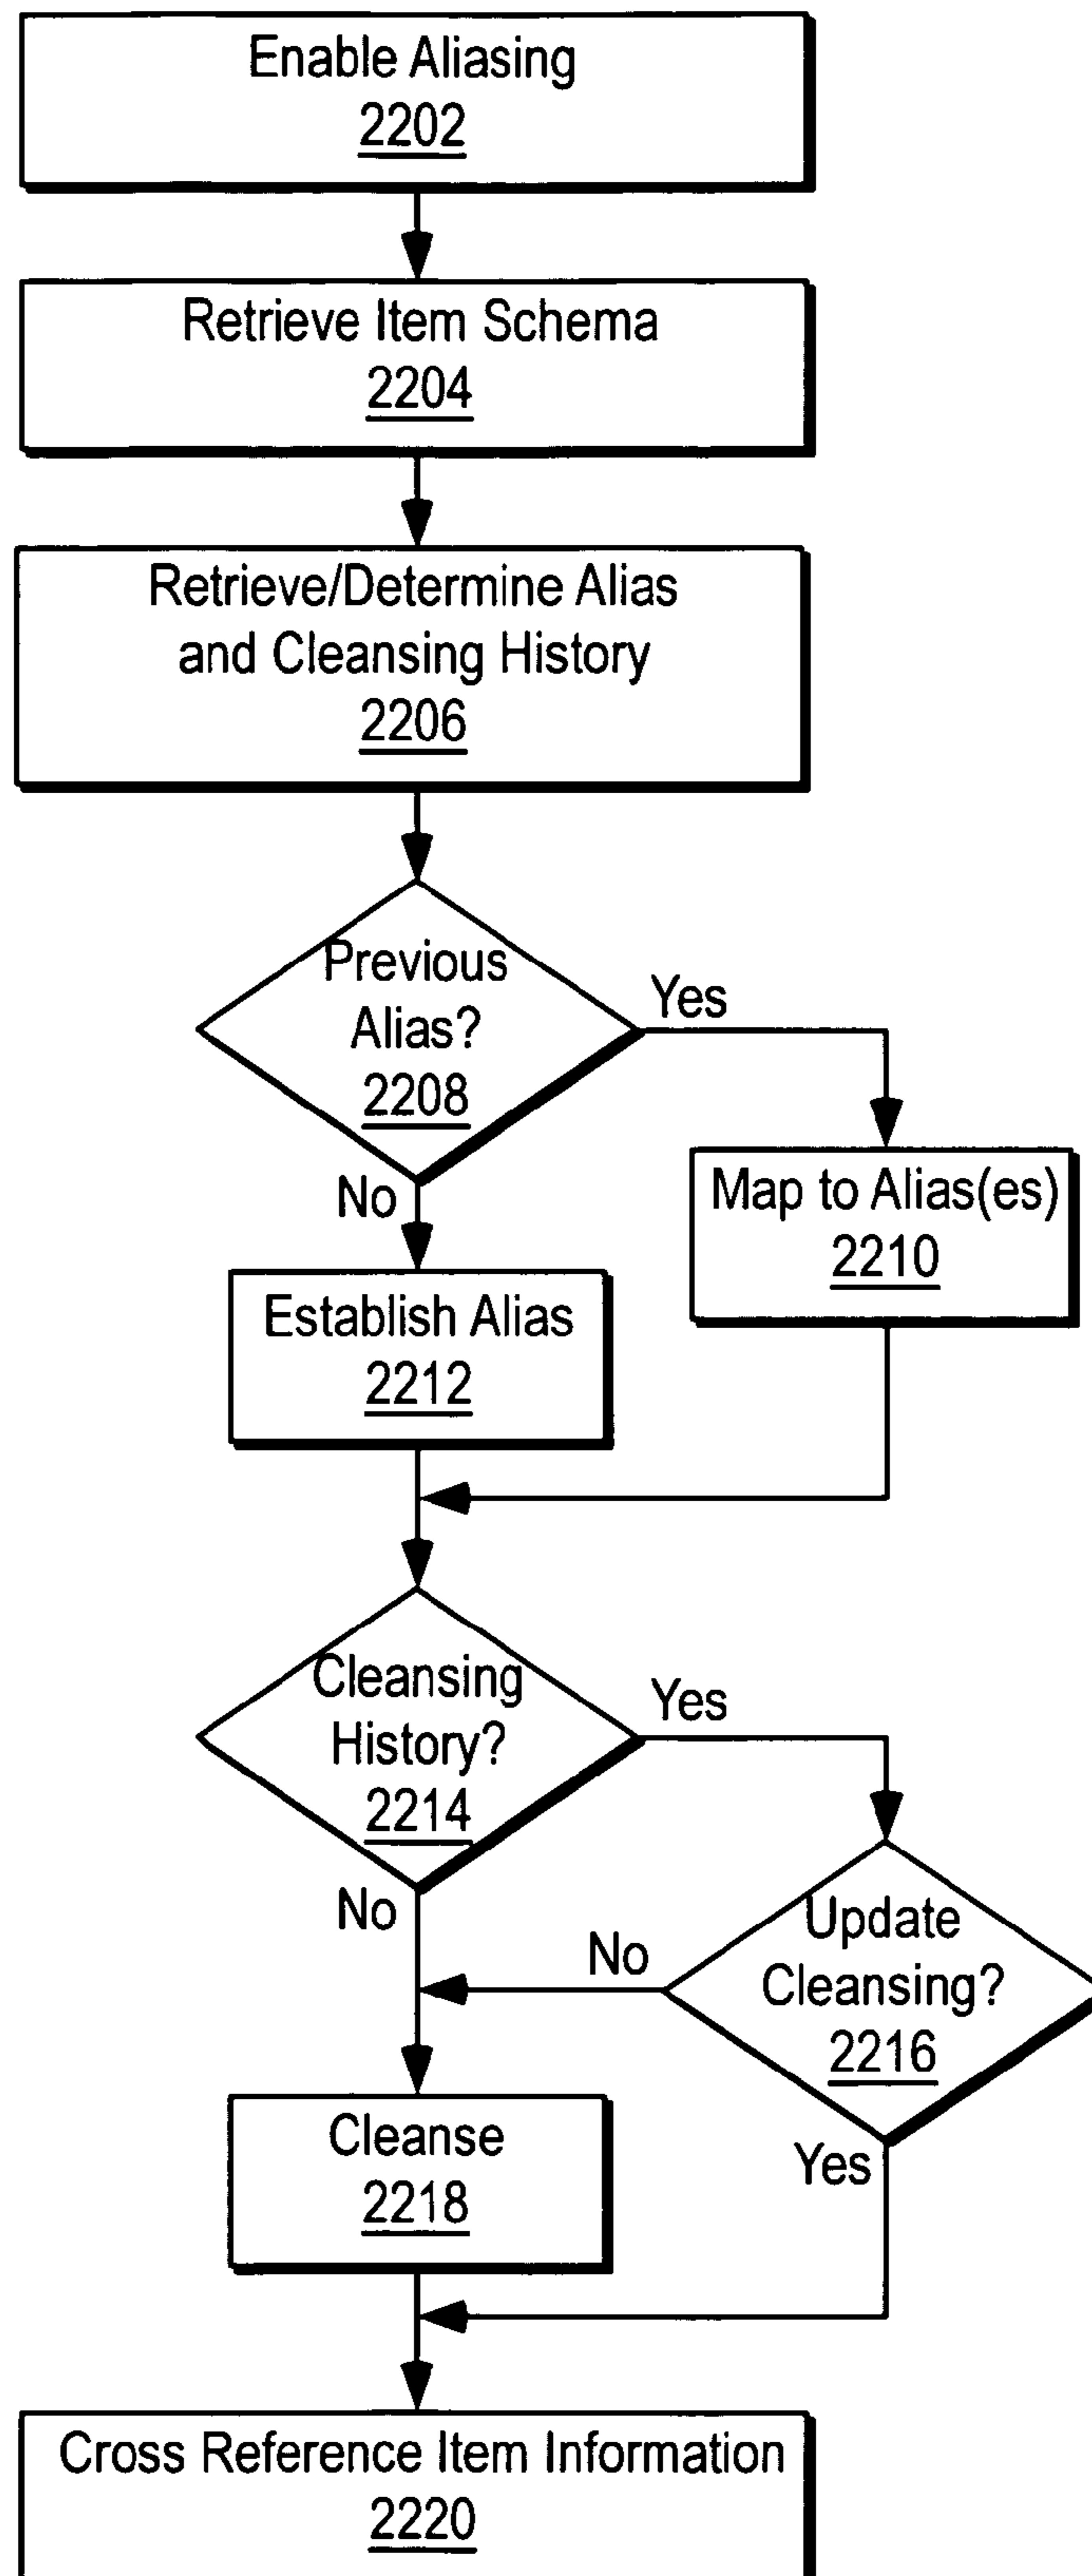 Enable Aliasing
2202
Retrieve Item Schema
2204
Retrieve/Determine Alias
and Cleansing History
2206
Previous
Alias?
2208
Yes
No
Map to Alias(es)
2210
Establish Alias
2212
Cleansing
History?
2214
Yes
No
Update
Cleansing?
2216
No
Yes
Cleanse
2218
Cross Reference Item Information
2220